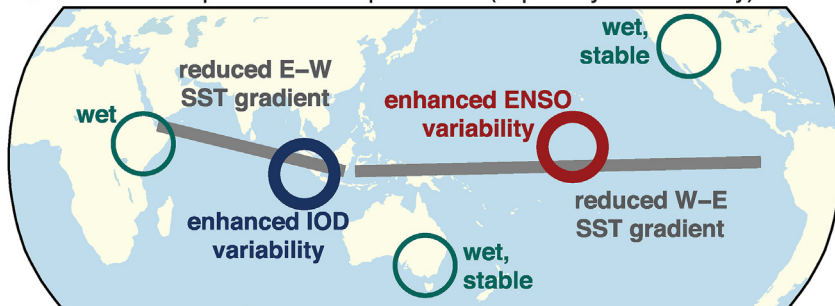 wet,
stable
reduced E–W
SST gradient
enhanced ENSO
variability
wet
reduced W–E
SST gradient
enhanced IOD
variability
wet,
stable